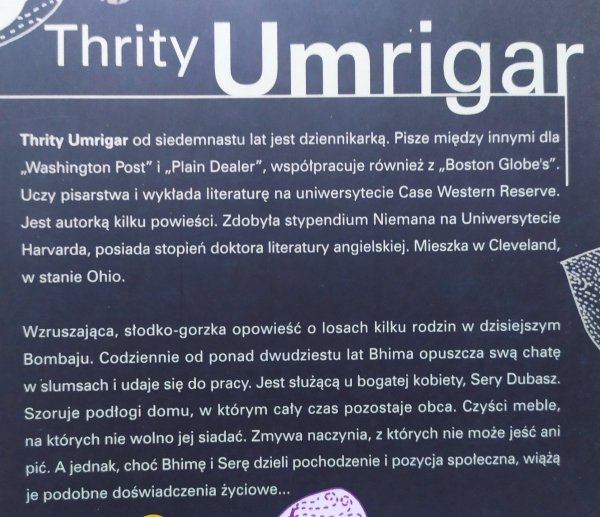 Thrity Umrigar
Thrity Umrigar od siedemnastu lat jest dziennikarką. Pisze między innymi dla
„Washington Post” i „Plain Dealer”, współpracuje również z „Boston Globe's”.
Uczy pisarstwa i wykłada literaturę na uniwersytecie Case Western Reserve.
Jest autorką kilku powieści. Zdobyła stypendium Niemana na Uniwersytecie
Harvarda, posiada stopień doktora literatury angielskiej. Mieszka w Cleveland,
w stanie Ohio.
Wzruszająca, słodko-gorzka opowieść o losach kilku rodzin w dzisiejszym
Bombaju. Codziennie od ponad dwudziestu lat Bhima opuszcza swą chatę
w slumsach i udaje się do pracy. Jest służącą u bogatej kobiety, Sery Dubasz.
Szoruje podłogi domu, w którym cały czas pozostaje obca. Czyści meble,
na których nie wolno jej siadać. Zmywa naczynia, z których nie może jeść ani
pić. A jednak, choć Bhimę i Serę dzieli pochodzenie i pozycja społeczna, wiążą
je podobne doświadczenia życiowe...